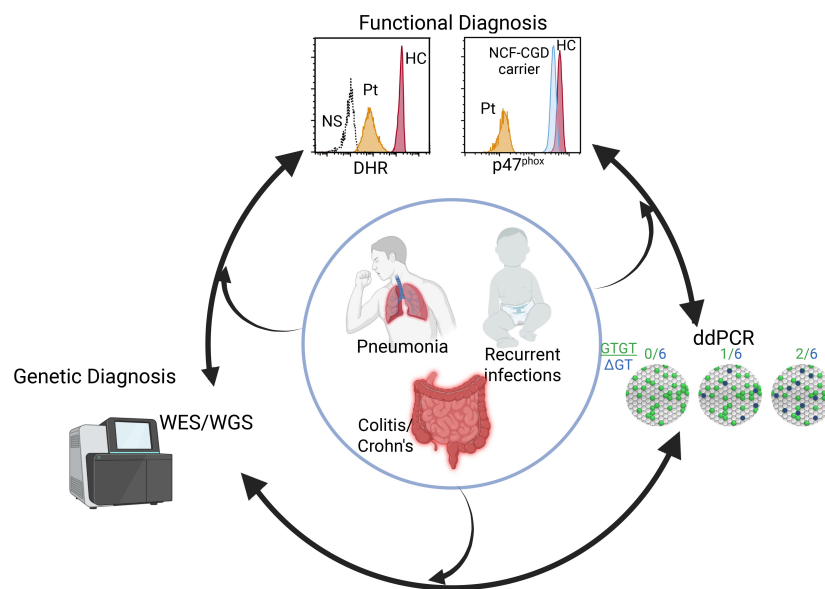 Functional Diagnosis
NS
Pt
HC
DHR
NCF-CGD
carrier
HC
Pt
p47phox
Pneumonia
Recurrent
infections
Colitis/
Crohn's
Genetic Diagnosis
WES/WGS
ddPCR
GTGT
ΔGT
0/6
1/6
2/6